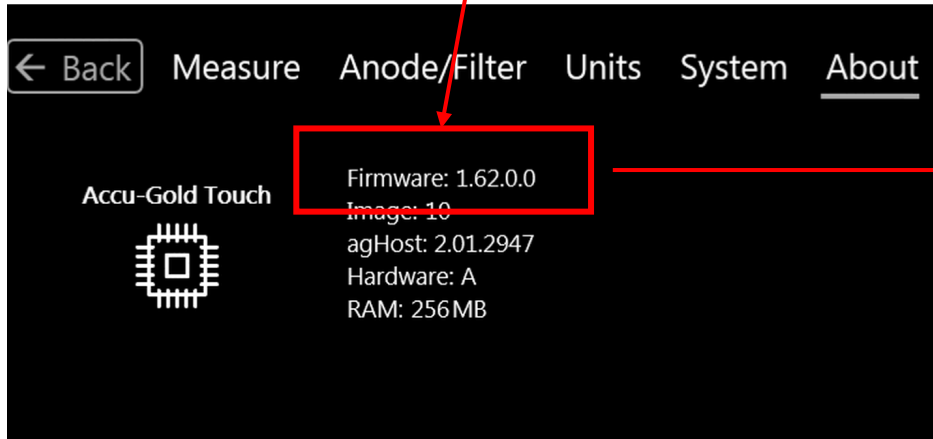 ← Back Measure Anode/Filter Units System About
Accu-Gold Touch
Firmware: 1.62.0.0
Image: 10
agHost: 2.01.2947
Hardware: A
RAM: 256MB